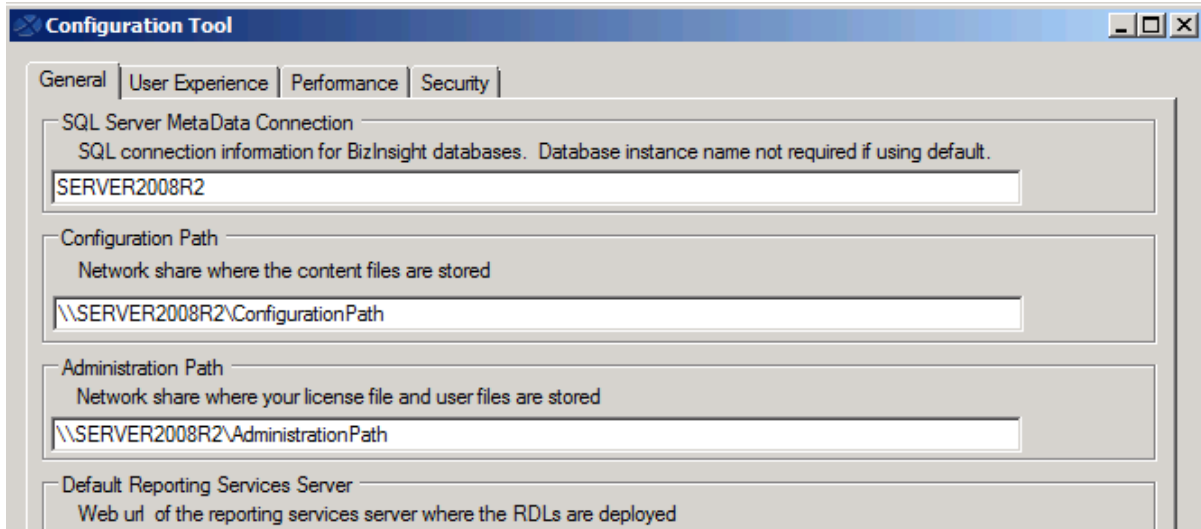 Configuration Tool
General User Experience Performance Security
SQL Server MetaData Connection
SQL connection information for BizInsight databases. Database instance name not required if using default.
SERVER2008R2
Configuration Path
Network share where the content files are stored
\\SERVER2008R2\ConfigurationPath
Administration Path
Network share where your license file and user files are stored
\\SERVER2008R2\AdministrationPath
Default Reporting Services Server
Web url of the reporting services server where the RDLs are deployed